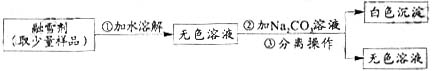 融雪剂
(取少量样品)
①加水溶解
无色溶液
②加Na₂CO₃溶液
③分离操作
白色沉淀
无色溶液